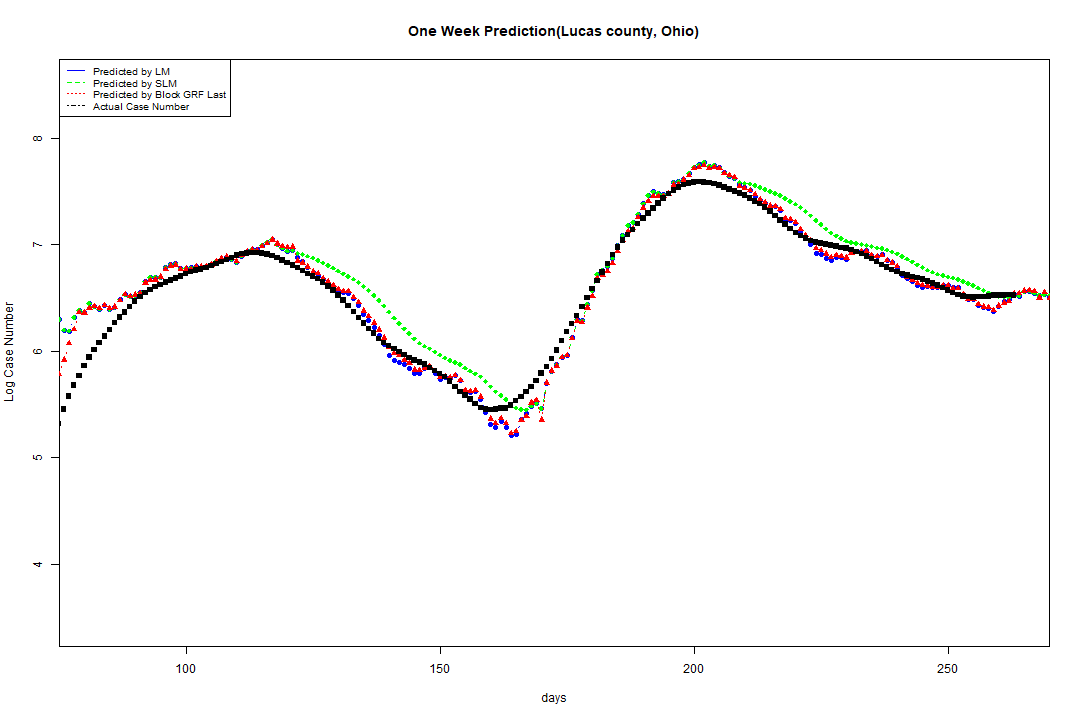 One Week Prediction(Lucas county, Ohio)
Predicted by LM
Predicted by SLM
Predicted by Block GRF Last
Actual Case Number
Log Case Number
8
7
6
5
4
100 150 200 250
days